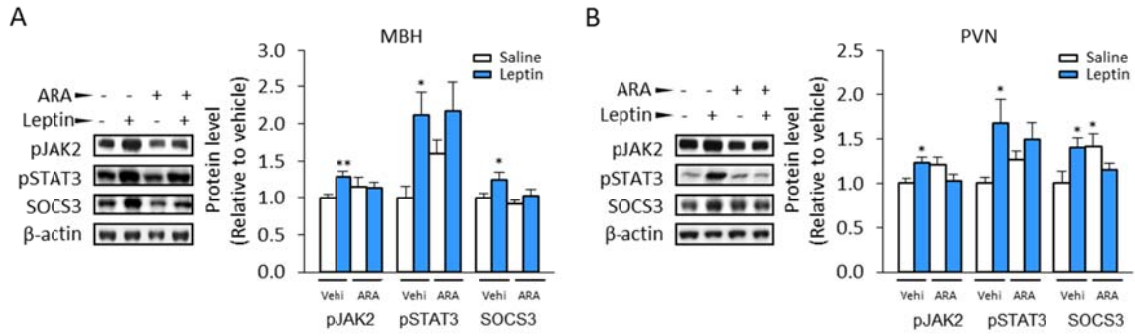 A
ARA - - + +
Leptin - + - +
pJAK2
pSTAT3
SOCS3
β-actin
MBH
Saline
Leptin
Protein level
(Relative to vehicle)
3.0
2.5
2.0
1.5
1.0
0.5
0.0
**
*
*
Vehi ARA Vehi ARA Vehi ARA
pJAK2 pSTAT3 SOCS3
B
ARA - - + +
Leptin - + - +
pJAK2
pSTAT3
SOCS3
β-actin
PVN
Saline
Leptin
Protein level
(Relative to vehicle)
2.5
2.0
1.5
1.0
0.5
0.0
*
*
* *
Vehi ARA Vehi ARA Vehi ARA
pJAK2 pSTAT3 SOCS3